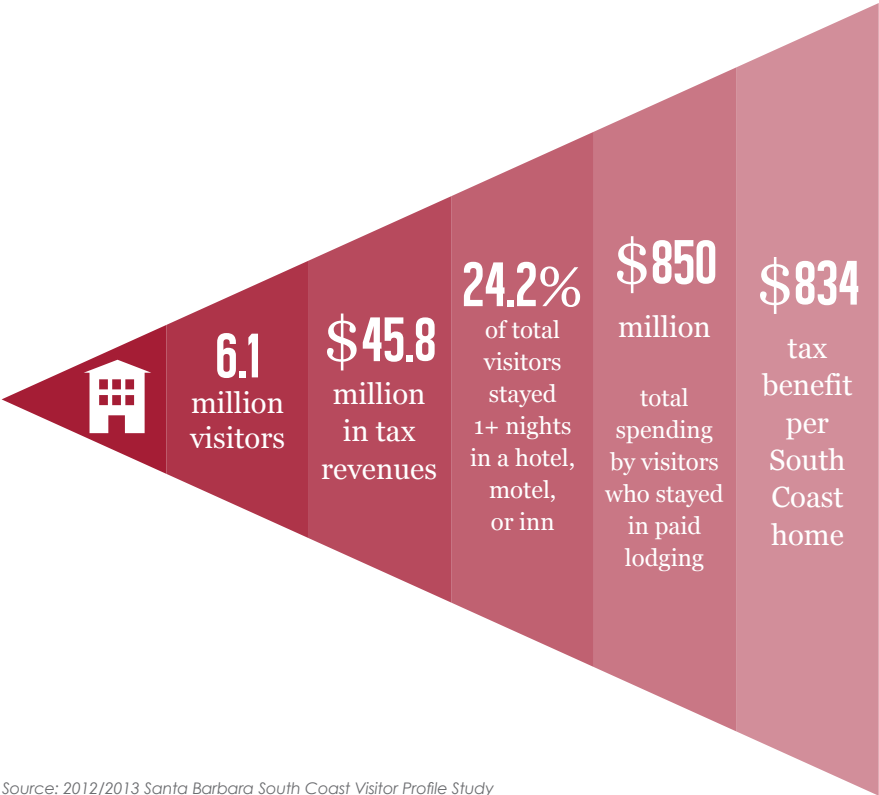 6.1
million
visitors
$45.8
million
in tax
revenues
24.2%
of total
visitors
stayed
1+ nights
in a hotel,
motel,
or inn
$850
million
total
spending
by visitors
who stayed
in paid
lodging
$834
tax
benefit
per
South
Coast
home
Source: 2012/2013 Santa Barbara South Coast Visitor Profile Study